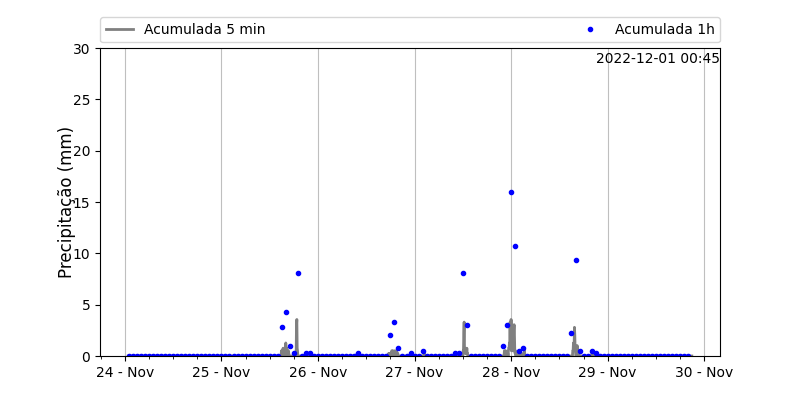 Acumulada 5 min
Acumulada 1h
2022-12-01 00:45
Precipitação (mm)
30
25
20
15
10
5
0
24 - Nov
25 - Nov
26 - Nov
27 - Nov
28 - Nov
29 - Nov
30 - Nov